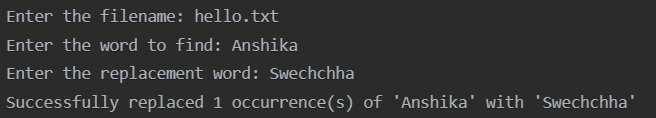 Enter the filename: hello.txt
Enter the word to find: Anshika
Enter the replacement word: Swechchha
Successfully replaced 1 occurrence(s) of 'Anshika' with 'Swechchha'